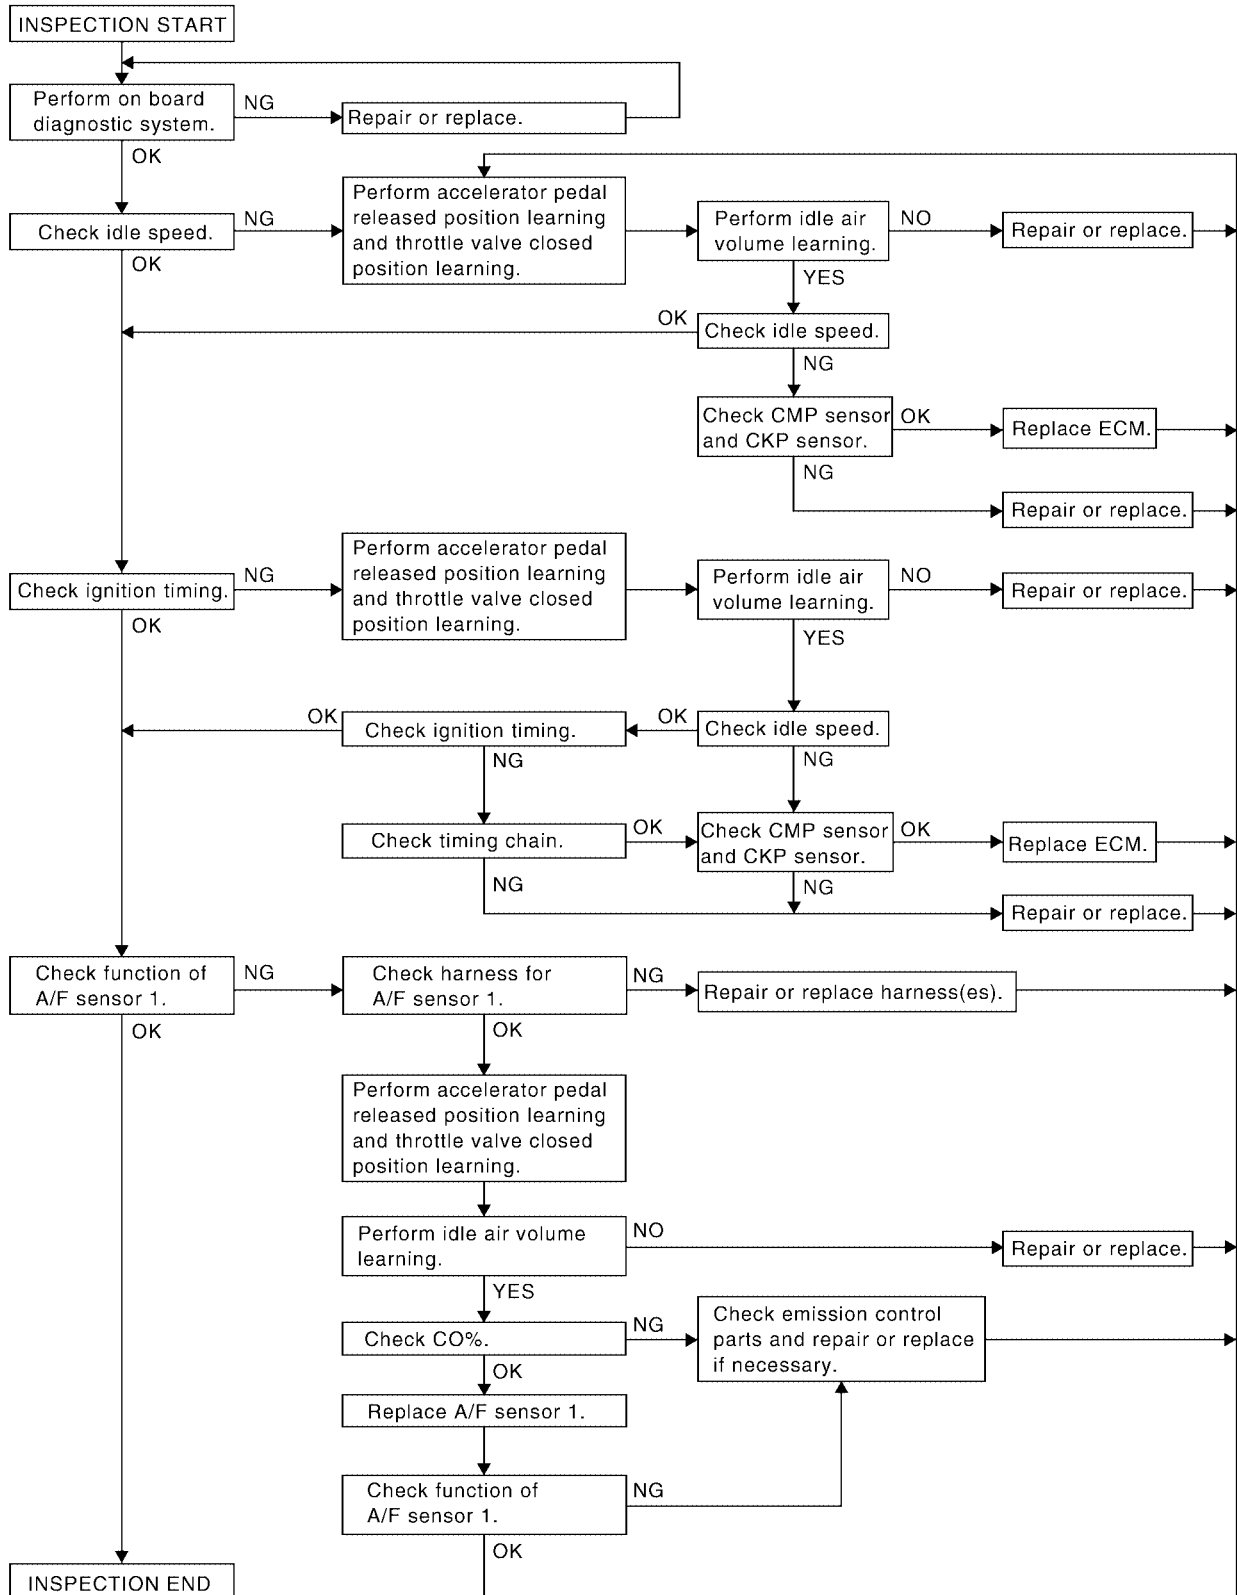 INSPECTION START
Perform on board
diagnostic system.
NG
Repair or replace.
OK
Check idle speed.
NG
Perform accelerator pedal
released position learning
and throttle valve closed
position learning.
Perform idle air
volume learning.
NO
Repair or replace.
OK
YES
OK
Check idle speed.
NG
Check CMP sensor
and CKP sensor.
OK
Replace ECM.
NG
Repair or replace.
Check ignition timing.
NG
Perform accelerator pedal
released position learning
and throttle valve closed
position learning.
Perform idle air
volume learning.
NO
Repair or replace.
OK
YES
OK
Check ignition timing.
OK
Check idle speed.
NG
NG
Check timing chain.
OK
Check CMP sensor
and CKP sensor.
OK
Replace ECM.
NG
NG
Repair or replace.
Check function of
A/F sensor 1.
NG
Check harness for
A/F sensor 1.
NG
Repair or replace harness(es).
OK
OK
Perform accelerator pedal
released position learning
and throttle valve closed
position learning.
Perform idle air volume
learning.
NO
Repair or replace.
YES
Check CO%.
NG
Check emission control
parts and repair or replace
if necessary.
OK
Replace A/F sensor 1.
Check function of
A/F sensor 1.
NG
OK
INSPECTION END